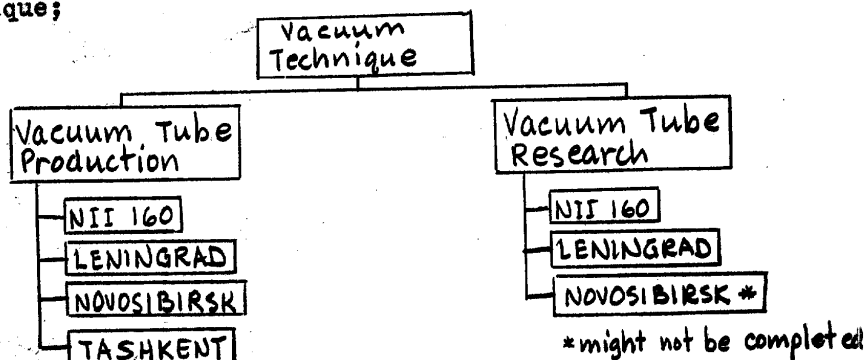 que;
Vacuum
Technique
Vacuum Tube
Production
NII 160
LENINGRAD
NOVOSIBIRSK
TASHKENT
Vacuum Tube
Research
NII 160
LENINGRAD
NOVOSIBIRSK *
*might not be completed